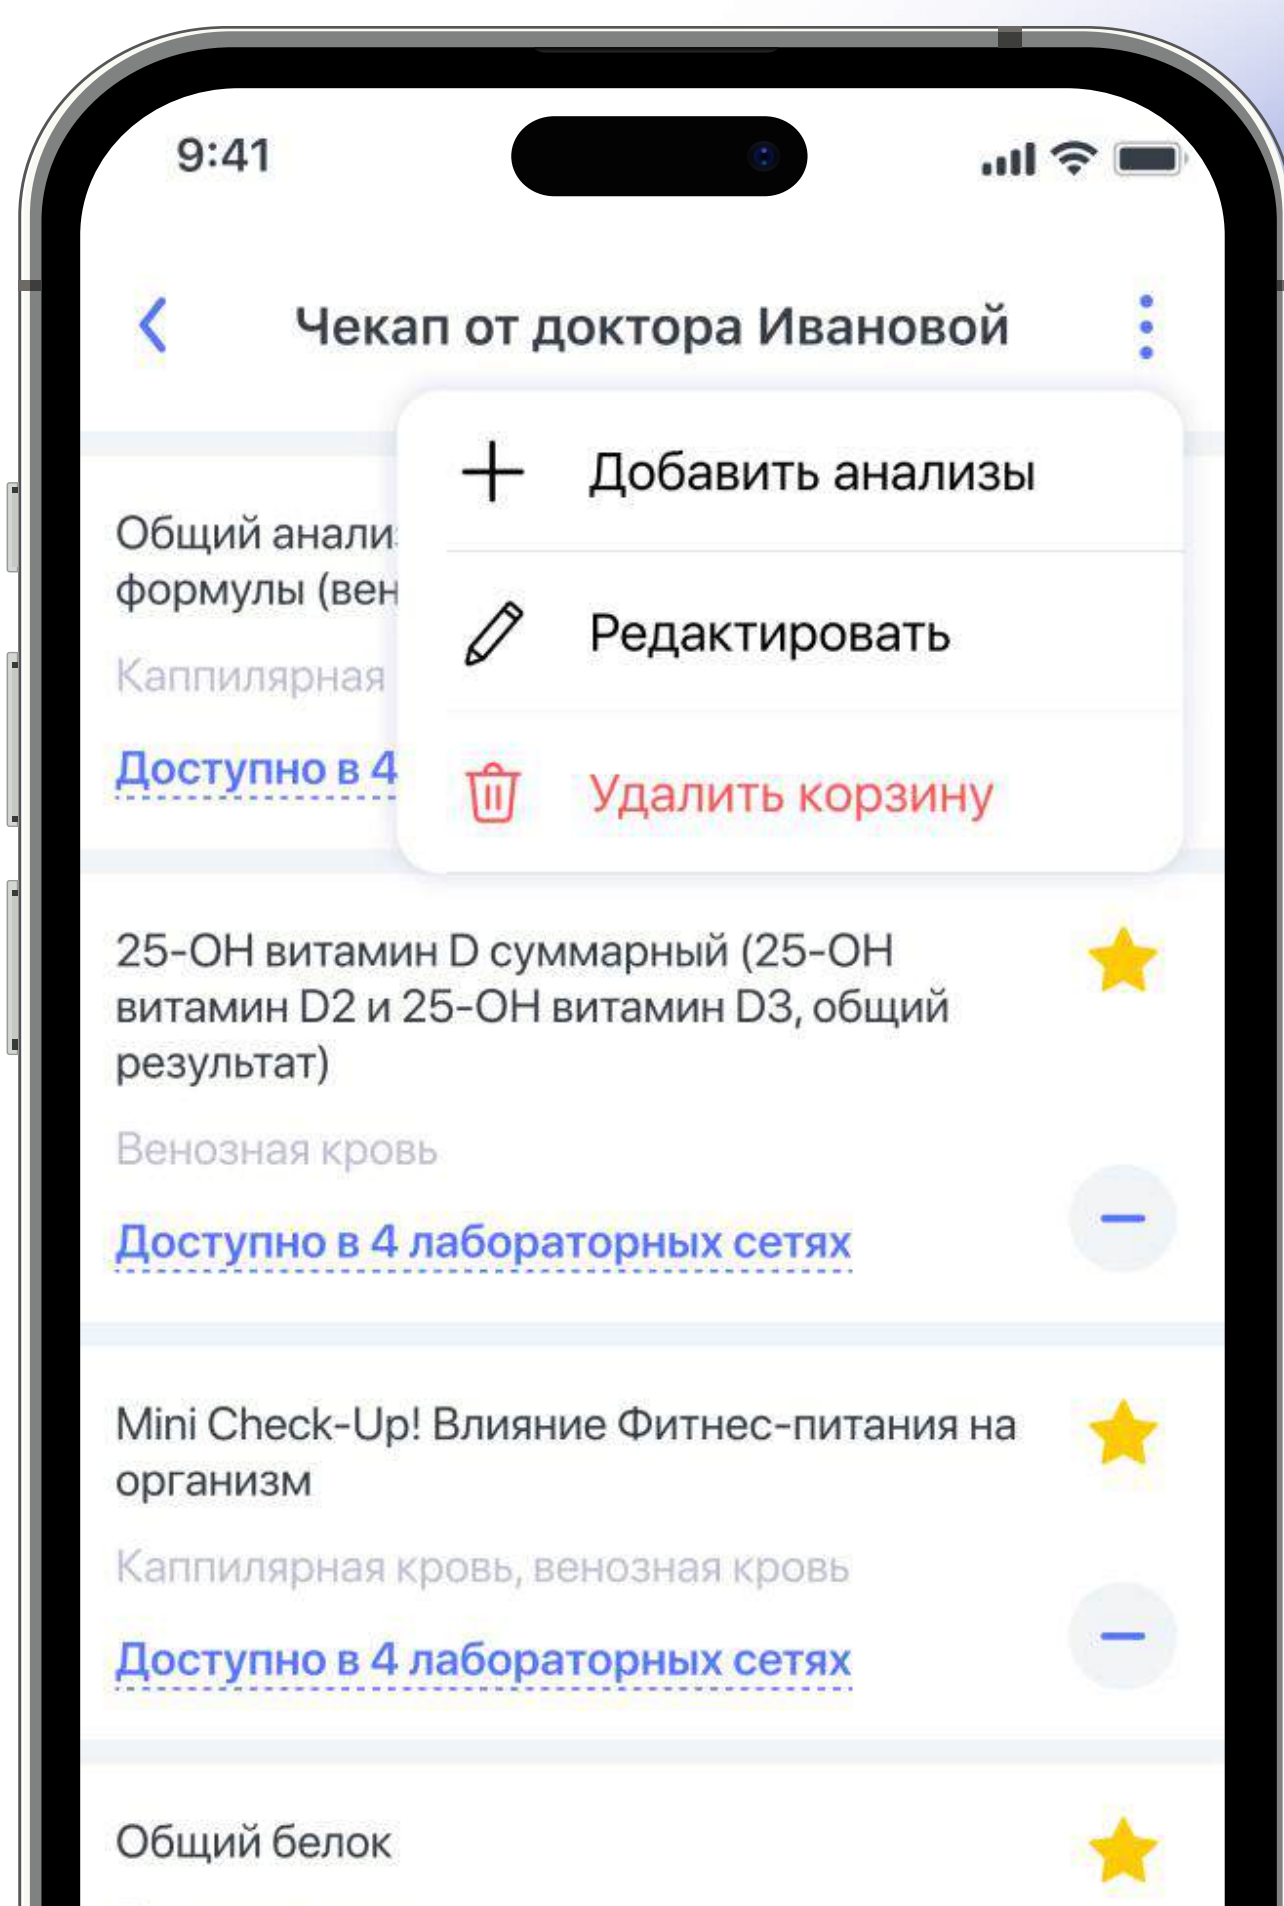 9:41
Чекап от доктора Ивановой
Добавить анализы
Редактировать
Удалить корзину
Общий
формулы
Каппилярная
Доступно в 4
25-OH витамин D суммарный (25-OH
витамин D2 и 25-OH витамин D3, общий
результат)
Венозная кровь
Доступно в 4 лабораторных сетях
Mini Check-Up! Влияние Фитнес-питания на
организм
Каппилярная кровь, венозная кровь
Доступно в 4 лабораторных сетях
Общий белок